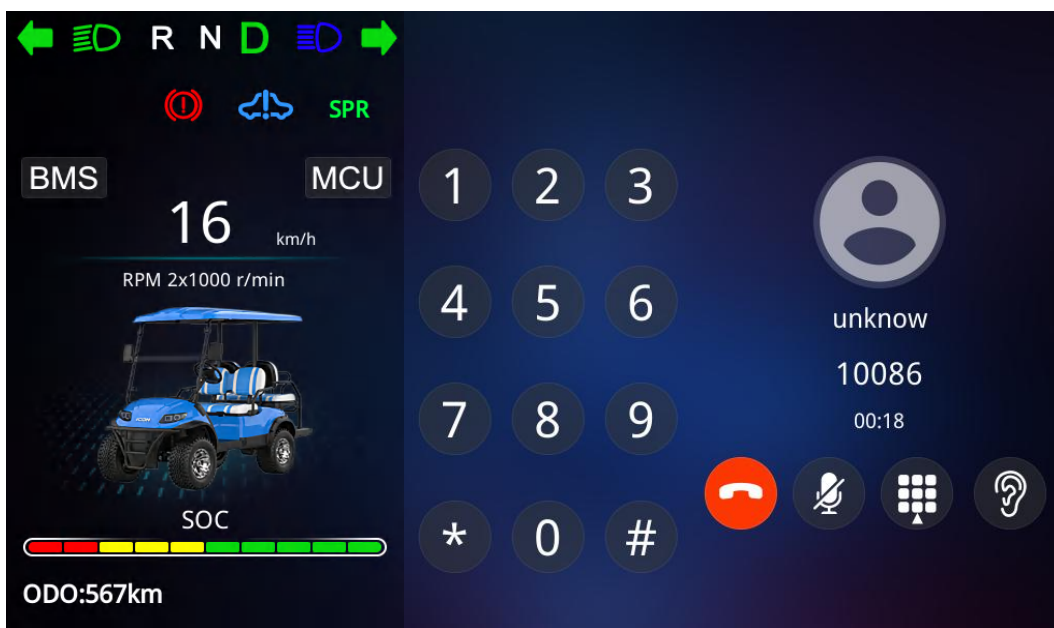 R N D
SPR
BMS MCU
16 km/h
RPM 2x1000 r/min
ICON
SOC
ODO:567km
1 2 3
4 5 6
7 8 9
* 0 #
unknow
10086
00:18